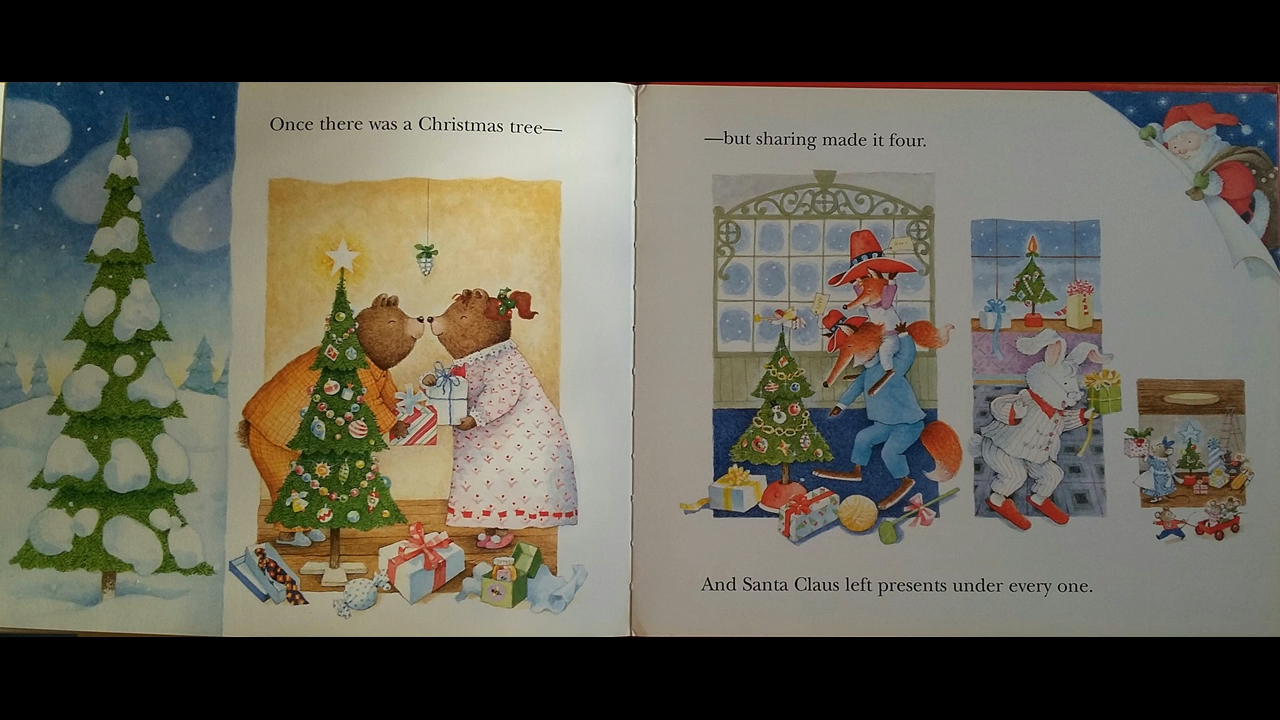 Once there was a Christmas tree—
—but sharing made it four.
And Santa Claus left presents under every one.